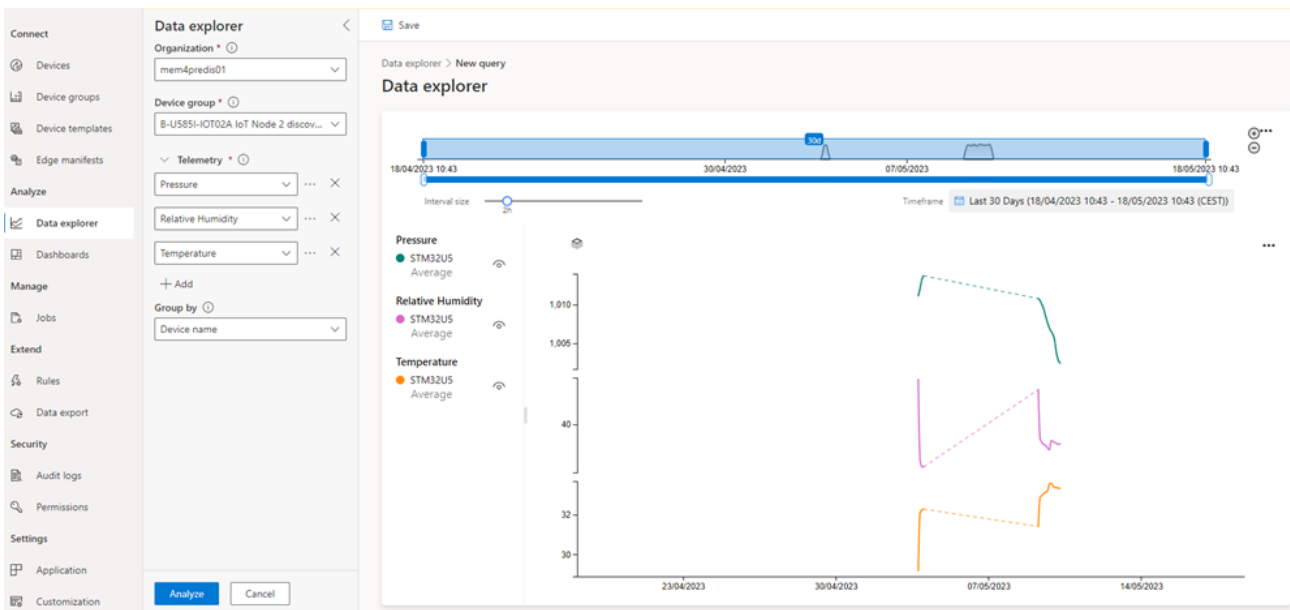 Connect
Devices
Device groups
Device templates
Edge manifests
Analyze
Data explorer
Dashboards
Manage
Jobs
Extend
Rules
Data export
Security
Audit logs
Permissions
Settings
Application
Customization
Data explorer
Organization *
mem4predis01
Device group *
B-U585I-IOT02A IoT Node 2 discov...
Telemetry *
Pressure
Relative Humidity
Temperature
Add
Group by
Device name
Analyze
Cancel
Save
Data explorer > New query
Data explorer
30d
18/04/2023 10:43
30/04/2023
07/05/2023
18/05/2023 10:43
Interval size
2h
Timeframe
Last 30 Days (18/04/2023 10:43 - 18/05/2023 10:43 (CEST))
Pressure
STM32U5
Average
Relative Humidity
STM32U5
Average
Temperature
STM32U5
Average
1,010
1,005
40
32
30
23/04/2023
30/04/2023
07/05/2023
14/05/2023